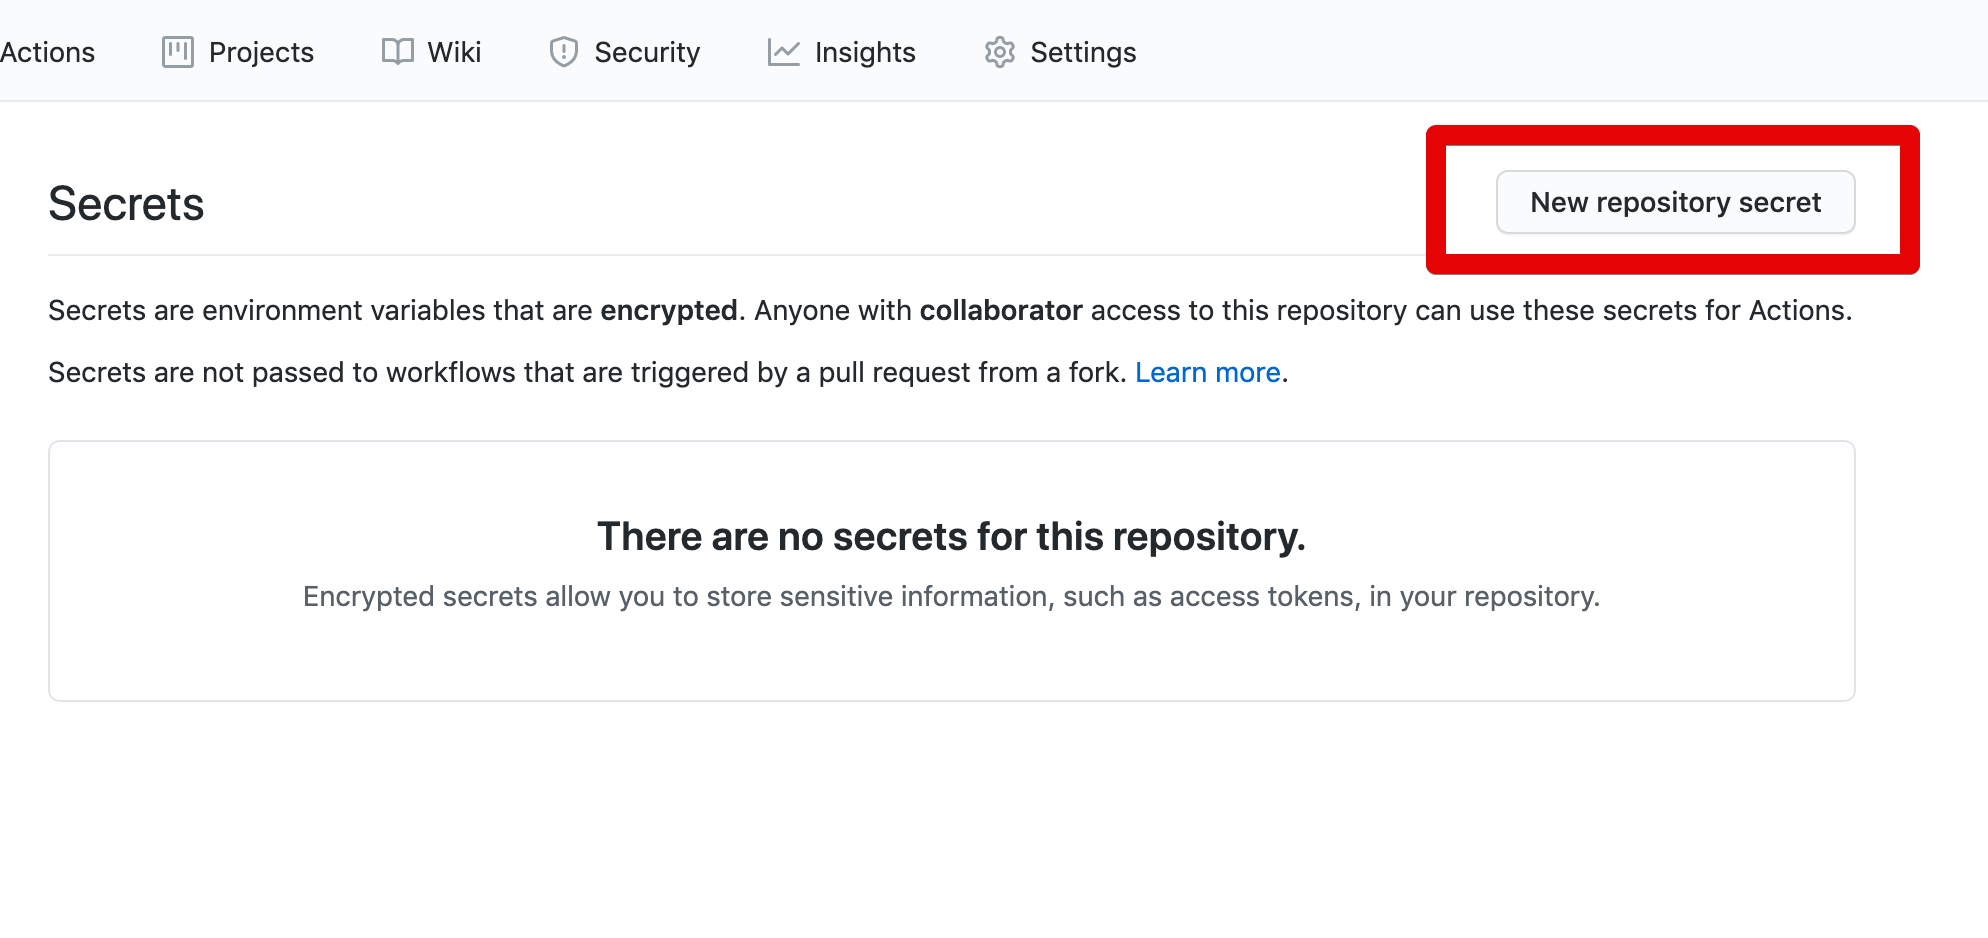 Actions Projects Wiki Security Insights Settings
Secrets
New repository secret
Secrets are environment variables that are encrypted. Anyone with collaborator access to this repository can use these secrets for Actions.
Secrets are not passed to workflows that are triggered by a pull request from a fork. Learn more.
There are no secrets for this repository.
Encrypted secrets allow you to store sensitive information, such as access tokens, in your repository.